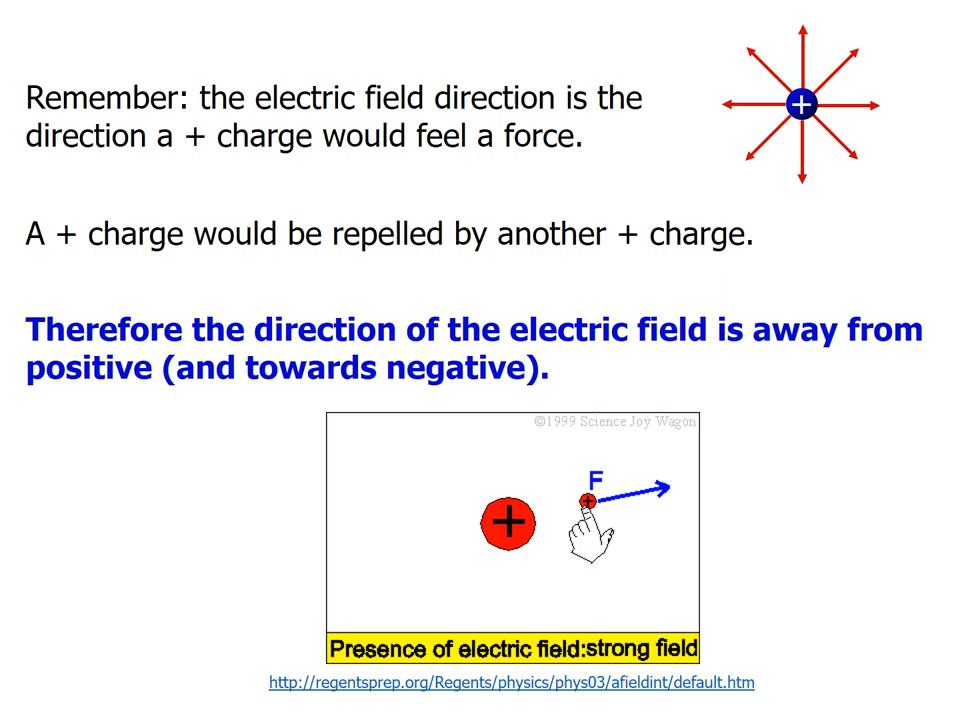 Remember: the electric field direction is the
direction a + charge would feel a force.
+
A + charge would be repelled by another + charge.
Therefore the direction of the electric field is away from
positive (and towards negative).
©1999 Science Joy Wagon
F
+
+
Presence of electric field:strong field
http://regentsprep.org/Regents/physics/phys03/afieldint/default.htm